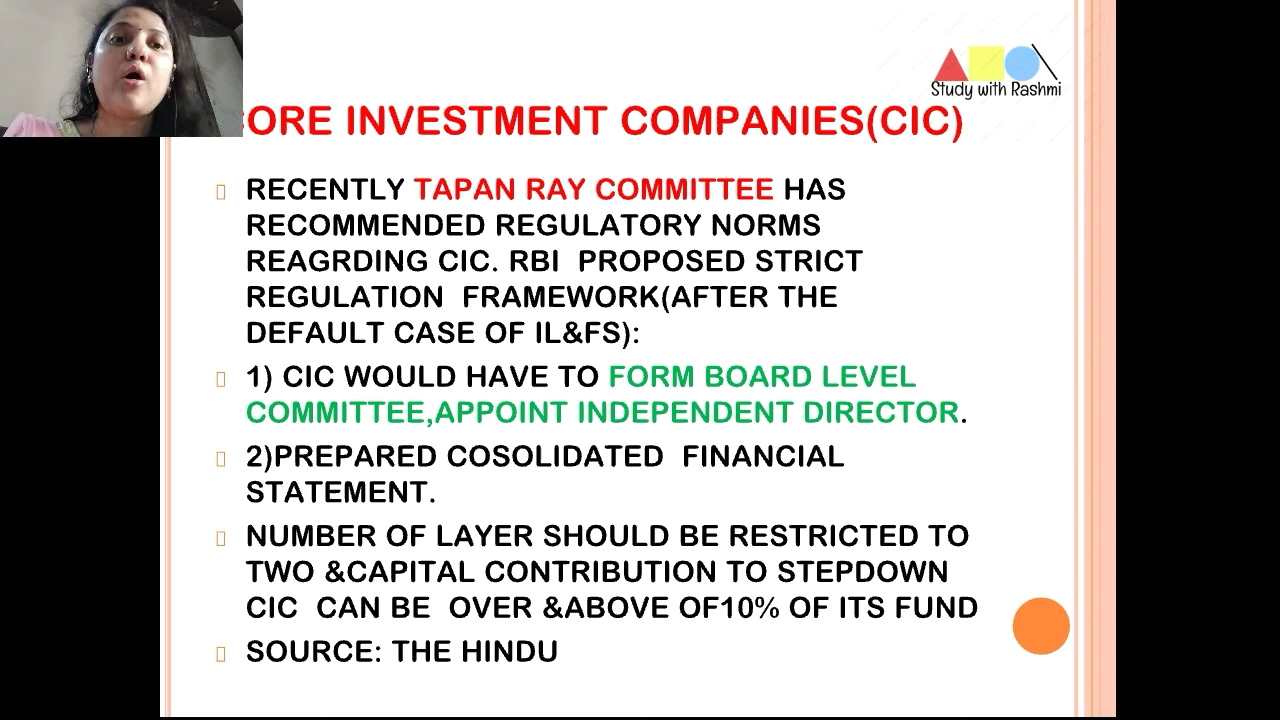 Study with Rashmi
ORE INVESTMENT COMPANIES(CIC)
RECENTLY TAPAN RAY COMMITTEE HAS
RECOMMENDED REGULATORY NORMS
REAGRDING CIC. RBI PROPOSED STRICT
REGULATION FRAMEWORK(AFTER THE
DEFAULT CASE OF IL&FS):
1) CIC WOULD HAVE TO FORM BOARD LEVEL
COMMITTEE,APPOINT INDEPENDENT DIRECTOR.
2)PREPARED COSOLIDATED FINANCIAL
STATEMENT.
NUMBER OF LAYER SHOULD BE RESTRICTED TO
TWO &CAPITAL CONTRIBUTION TO STEPDOWN
CIC CAN BE OVER &ABOVE OF10% OF ITS FUND
SOURCE: THE HINDU